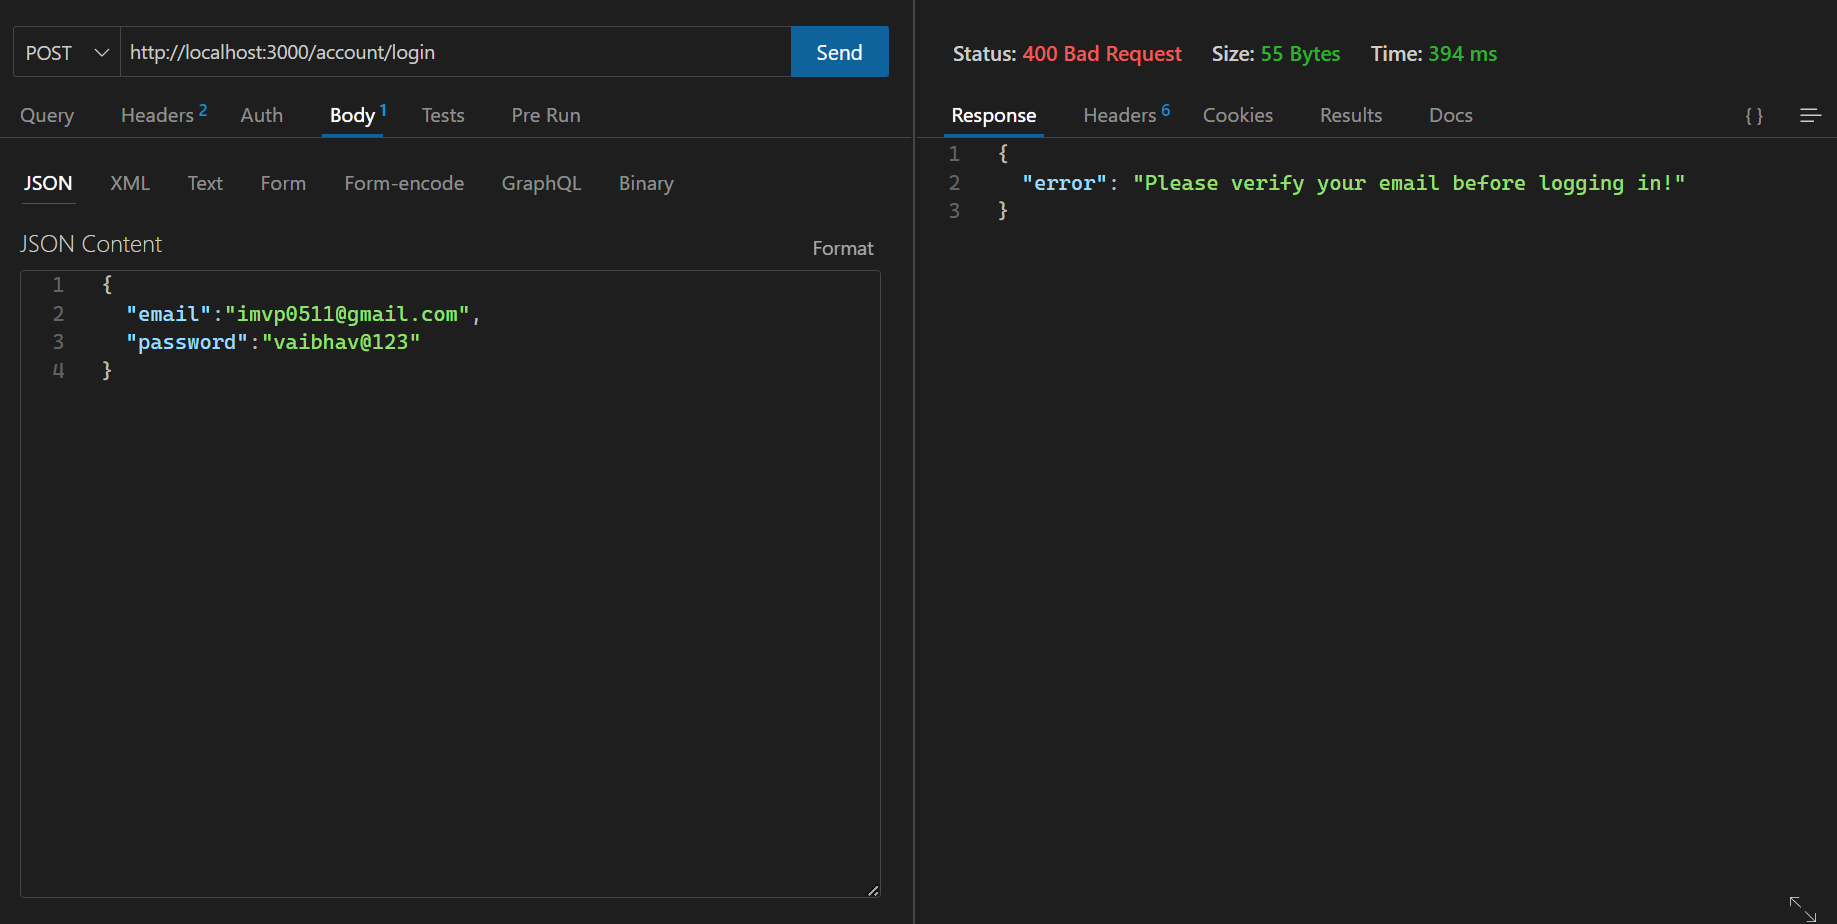 POST http://localhost:3000/account/login Send
Query Headers 2 Auth Body 1 Tests Pre Run
JSON XML Text Form Form-encode GraphQL Binary
JSON Content Format
1 {
2 "email":"imvp0511@gmail.com",
3 "password":"vaibhav@123"
4 }
Status: 400 Bad Request Size: 55 Bytes Time: 394 ms
Response Headers 6 Cookies Results Docs { }
1 {
2 "error": "Please verify your email before logging in!"
3 }